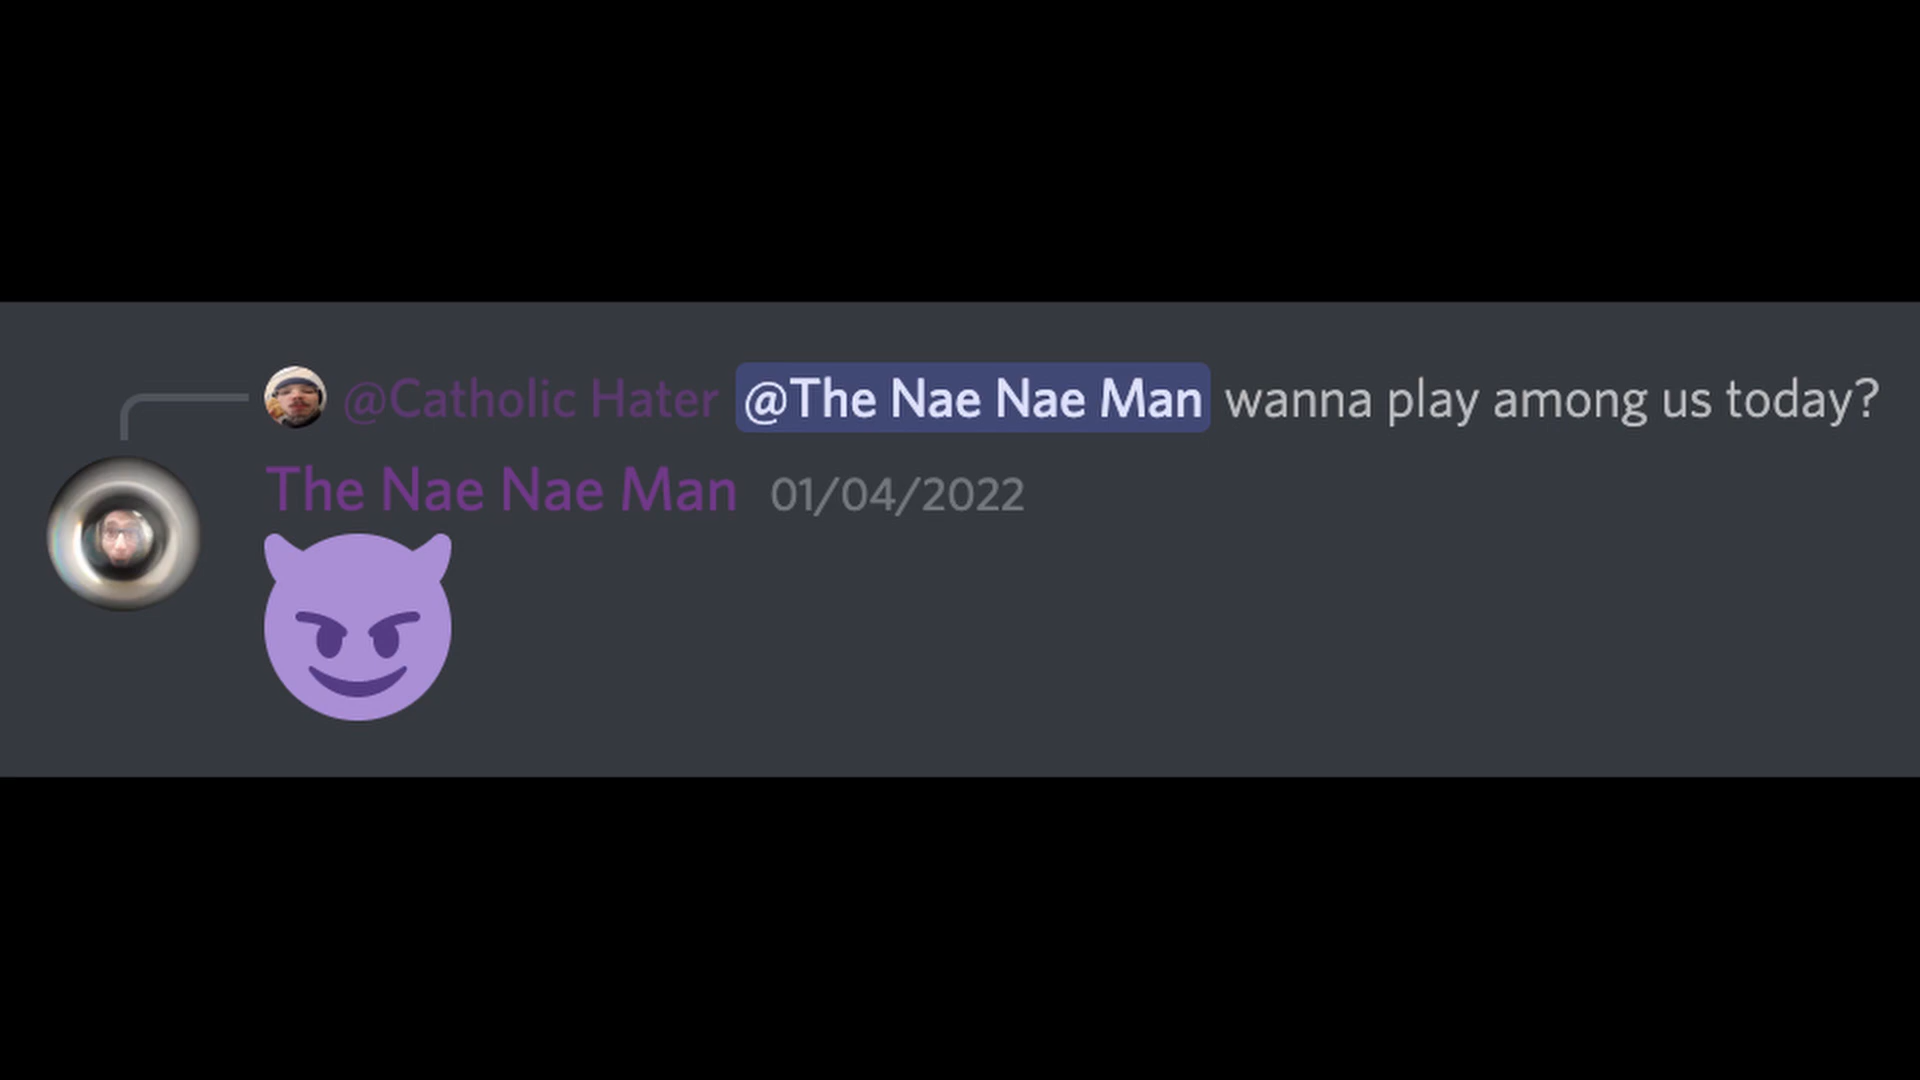 @Catholic Hater @The Nae Nae Man wanna play among us today?
The Nae Nae Man 01/04/2022